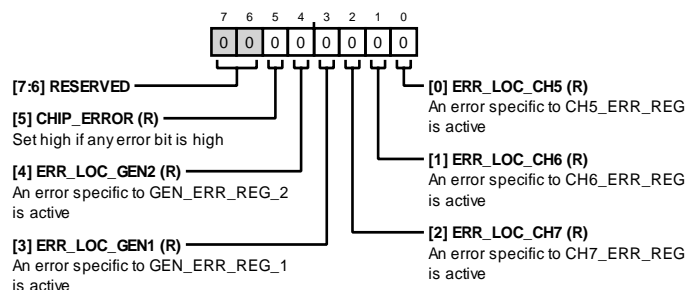 7 6 5 4 3 2 1 0
0 0 0 0 0 0 0 0
[7:6] RESERVED
[5] CHIP_ERROR (R)
Set high if any error bit is high
[4] ERR_LOC_GEN2 (R)
An error specific to GEN_ERR_REG_2
is active
[3] ERR_LOC_GEN1 (R)
An error specific to GEN_ERR_REG_1
is active
[0] ERR_LOC_CH5 (R)
An error specific to CH5_ERR_REG
is active
[1] ERR_LOC_CH6 (R)
An error specific to CH6_ERR_REG
is active
[2] ERR_LOC_CH7 (R)
An error specific to CH7_ERR_REG
is active